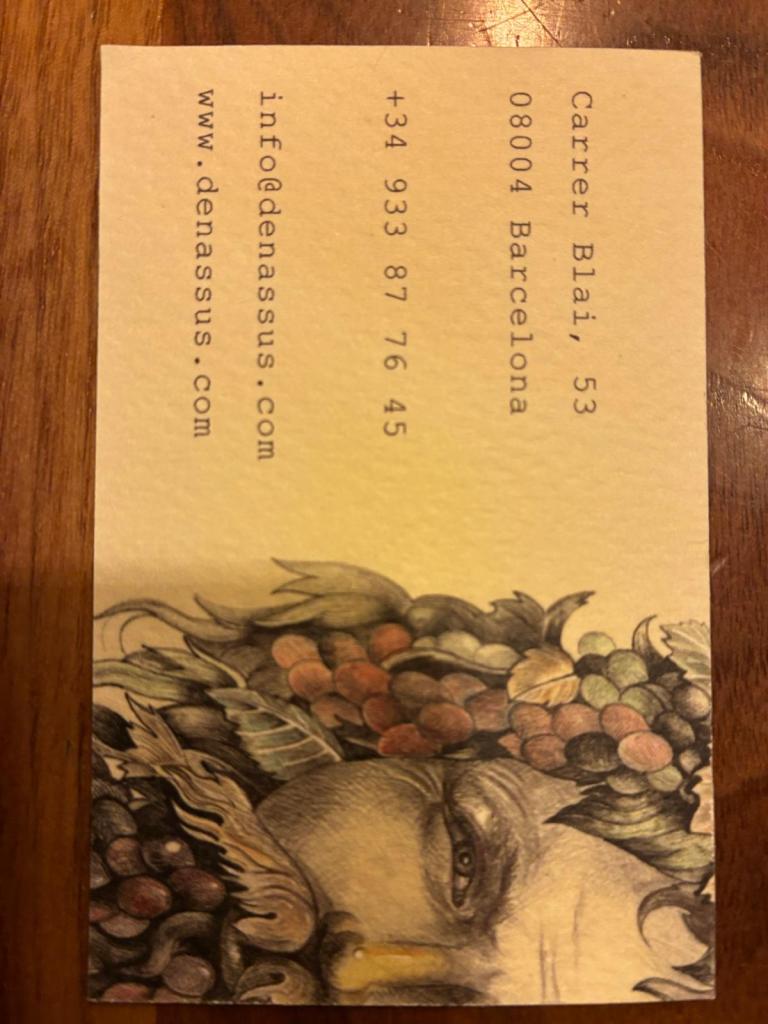 Carrer Blai, 53
08004 Barcelona
+34 933 87 76 45
info@denassus.com
www.denassus.com